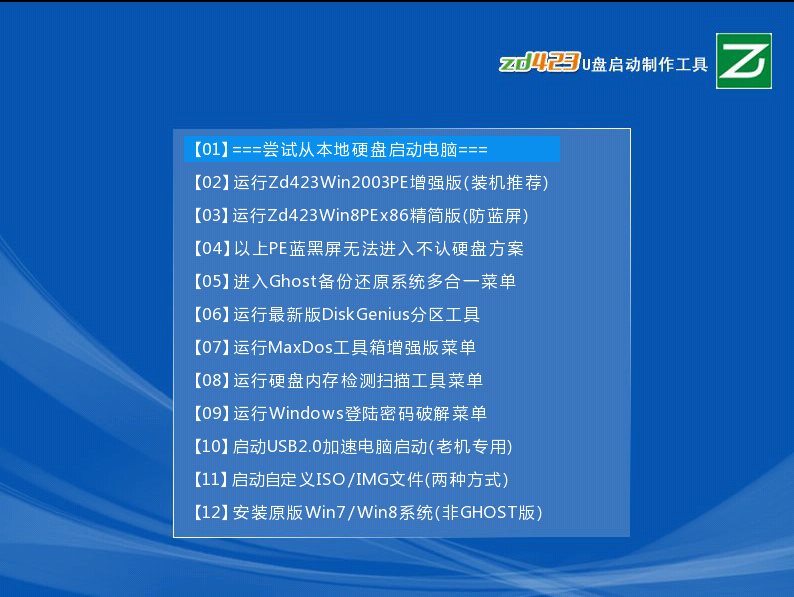 zd423U盘启动制作工具
【01】===尝试从本地硬盘启动电脑===
【02】运行Zd423Win2003PE增强版(装机推荐)
【03】运行Zd423Win8PEx86精简版(防蓝屏)
【04】以上PE蓝黑屏无法进入不认硬盘方案
【05】进入Ghost备份还原系统多合一菜单
【06】运行最新版DiskGenius分区工具
【07】运行MaxDos工具箱增强版菜单
【08】运行硬盘内存检测扫描工具菜单
【09】运行Windows登陆密码破解菜单
【10】启动USB2.0加速电脑启动(老机专用)
【11】启动自定义ISO/IMG文件(两种方式)
【12】安装原版Win7/Win8系统(非GHOST版)